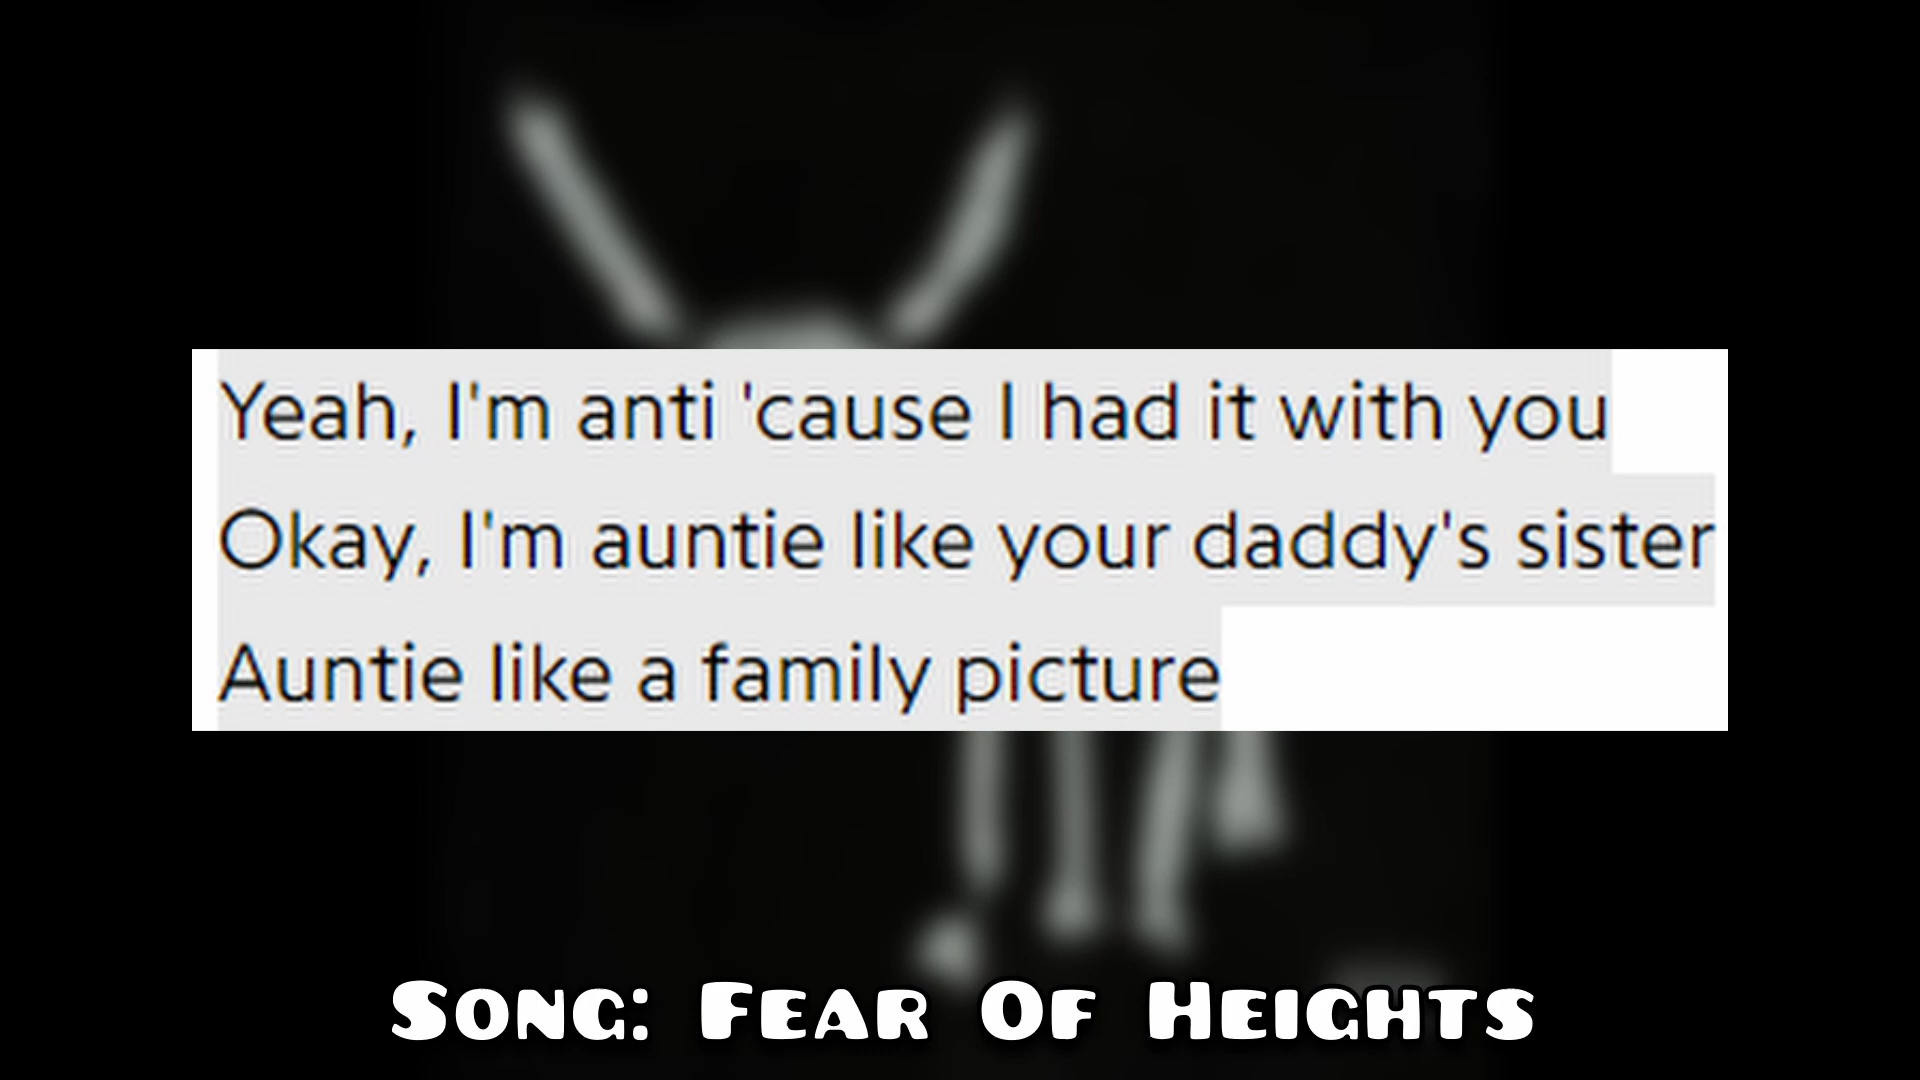 Yeah, I'm anti 'cause I had it with you
Okay, I'm auntie like your daddy's sister
Auntie like a family picture
Song: Fear Of Heights